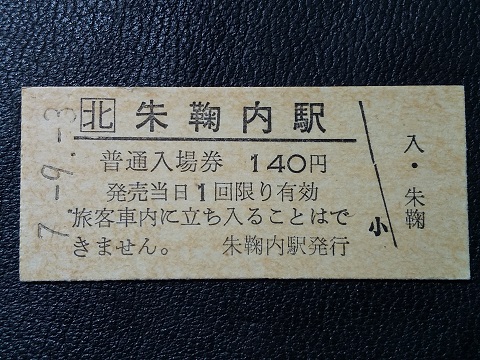 北 朱鞠内駅
普通入場券 140円
発売当日1回限り有効
旅客車内に立ち入ることはで
きません。 朱鞠内駅発行
7.-9.-3
小
入・朱鞠